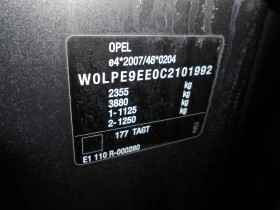 OPEL
e4*2007/46*0204
W0LPE9EE0C2101992
2355 kg
3880 kg
1-1125 kg
2-1250 kg
177 TAGT
E1 110 R-000280